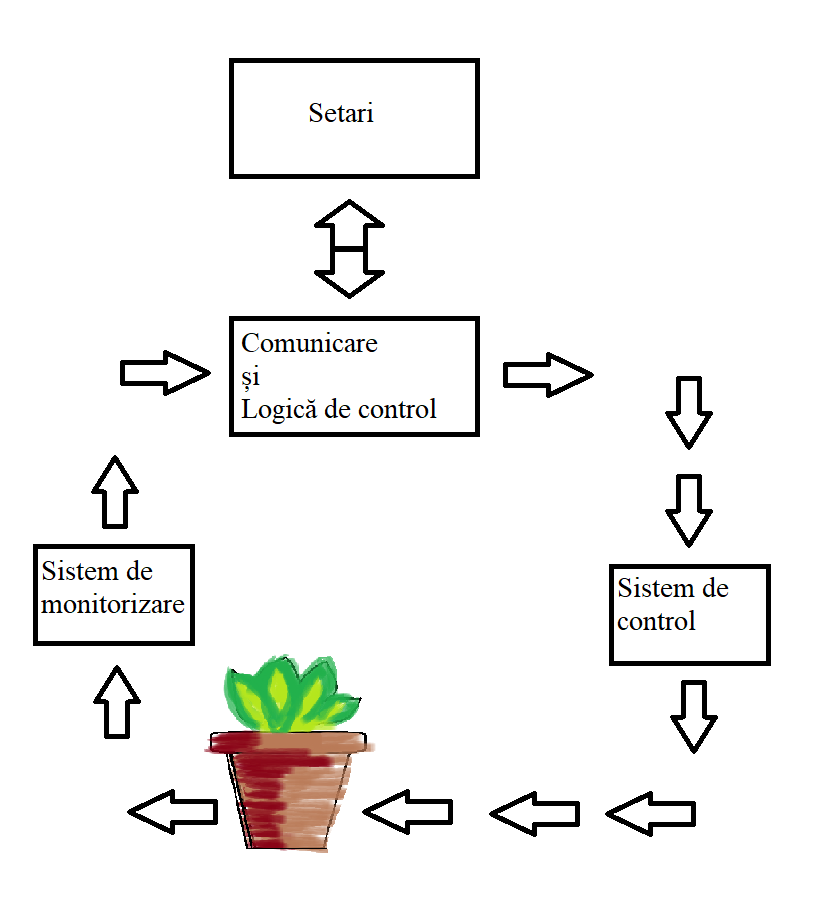 Setari
Comunicare
și
Logică de control
Sistem de
monitorizare
Sistem de
control